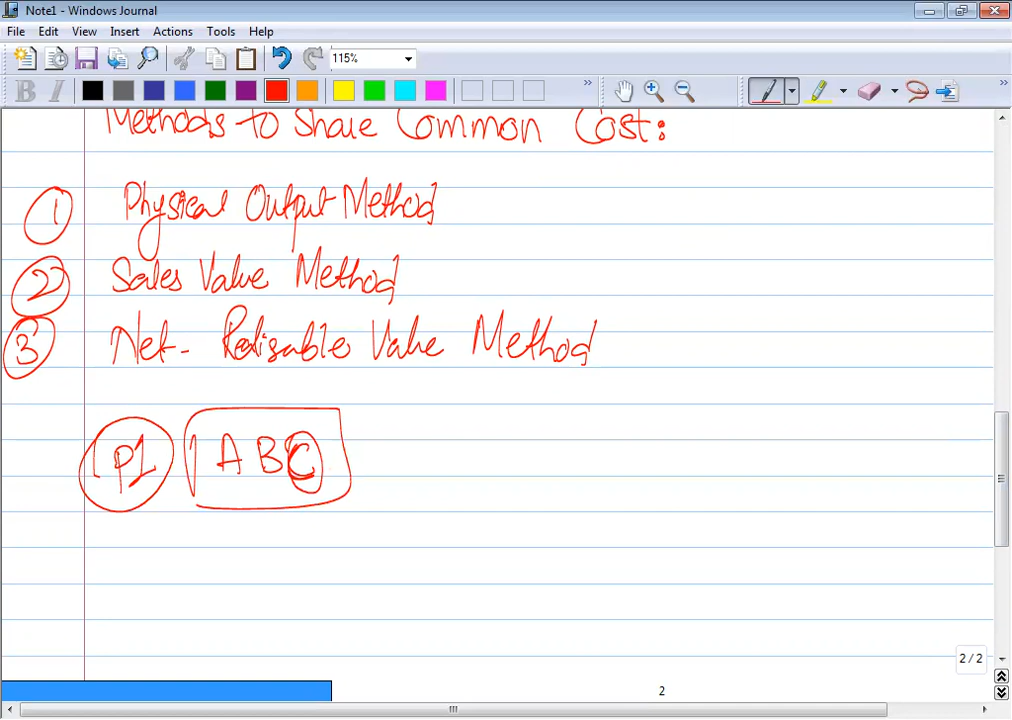 Note1 - Windows Journal
File Edit View Insert Actions Tools Help
115%
B I
Methods to Share Common Cost:
1 Physical Output Method
2 Sales Value Method
3 Net-Realisable Value Method
P1 A B C
2 / 2
2